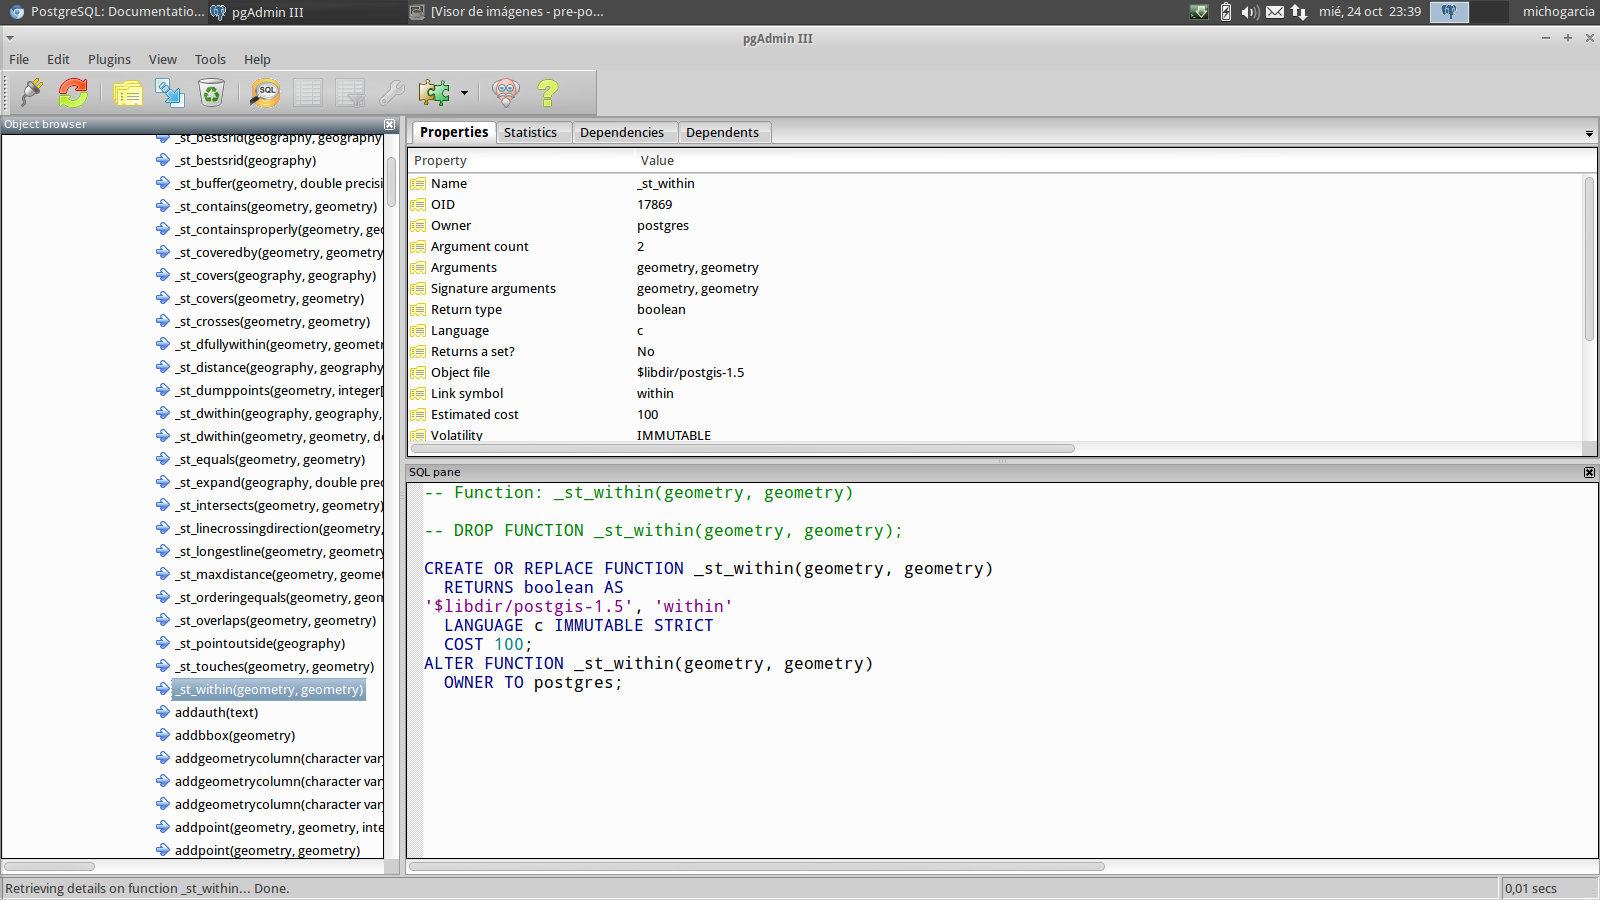 PostgreSQL: Documentatio...
pgAdmin III
[Visor de imágenes - pre-po...
mié, 24 oct 23:39
michogarcia
pgAdmin III
File Edit Plugins View Tools Help
SQL
Object browser
_st_bestsrid(geography, geography
_st_bestsrid(geography)
_st_buffer(geometry, double precisi
_st_contains(geometry, geometry)
_st_containsproperly(geometry, geo
_st_coveredby(geometry, geometry
_st_covers(geography, geography)
_st_covers(geometry, geometry)
_st_crosses(geometry, geometry)
_st_dfullywithin(geometry, geometr
_st_distance(geography, geography
_st_dumppoints(geometry, integer[
_st_dwithin(geography, geography,
_st_dwithin(geometry, geometry, do
_st_equals(geometry, geometry)
_st_expand(geography, double prec
_st_intersects(geometry, geometry)
_st_linecrossingdirection(geometry,
_st_longestline(geometry, geometry
_st_maxdistance(geometry, geomet
_st_orderingequals(geometry, geom
_st_overlaps(geometry, geometry)
_st_pointoutside(geography)
_st_touches(geometry, geometry)
_st_within(geometry, geometry)
addauth(text)
addbbox(geometry)
addgeometrycolumn(character vary
addgeometrycolumn(character vary
addgeometrycolumn(character vary
addpoint(geometry, geometry, inte
addpoint(geometry, geometry)
Properties Statistics Dependencies Dependents
Property Value
Name _st_within
OID 17869
Owner postgres
Argument count 2
Arguments geometry, geometry
Signature arguments geometry, geometry
Return type boolean
Language c
Returns a set? No
Object file $libdir/postgis-1.5
Link symbol within
Estimated cost 100
Volatility IMMUTABLE
SQL pane
-- Function: _st_within(geometry, geometry)
-- DROP FUNCTION _st_within(geometry, geometry);
CREATE OR REPLACE FUNCTION _st_within(geometry, geometry)
RETURNS boolean AS
'$libdir/postgis-1.5', 'within'
LANGUAGE c IMMUTABLE STRICT
COST 100;
ALTER FUNCTION _st_within(geometry, geometry)
OWNER TO postgres;
Retrieving details on function _st_within... Done.
0,01 secs